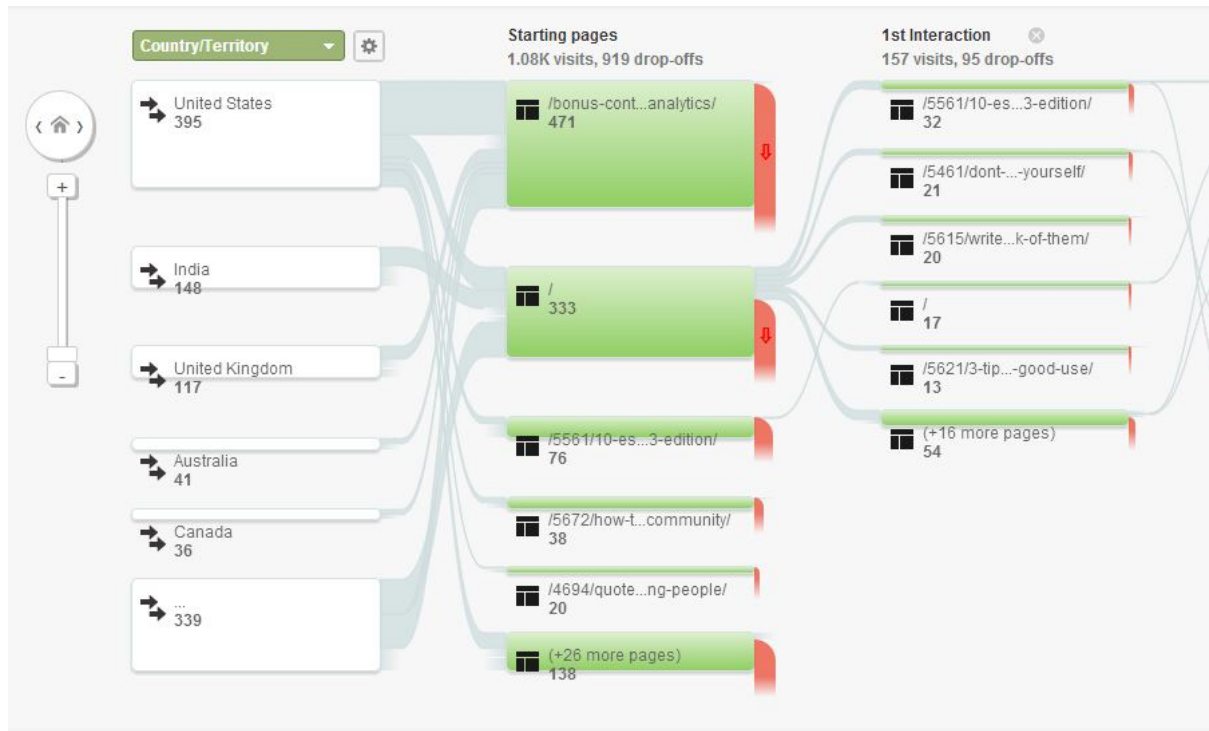 Country/Territory
United States
395
India
148
United Kingdom
117
Australia
41
Canada
36
...
339
Starting pages
1.08K visits, 919 drop-offs
/bonus-cont...analytics/
471
/
333
/5561/10-es...3-edition/
76
/5672/how-t...community/
38
/4694/quote...ng-people/
20
(+26 more pages)
138
1st Interaction
157 visits, 95 drop-offs
/5561/10-es...3-edition/
32
/5461/dont-...-yourself/
21
/5615/write...k-of-them/
20
/
17
/5621/3-tip...-good-use/
13
(+16 more pages)
54